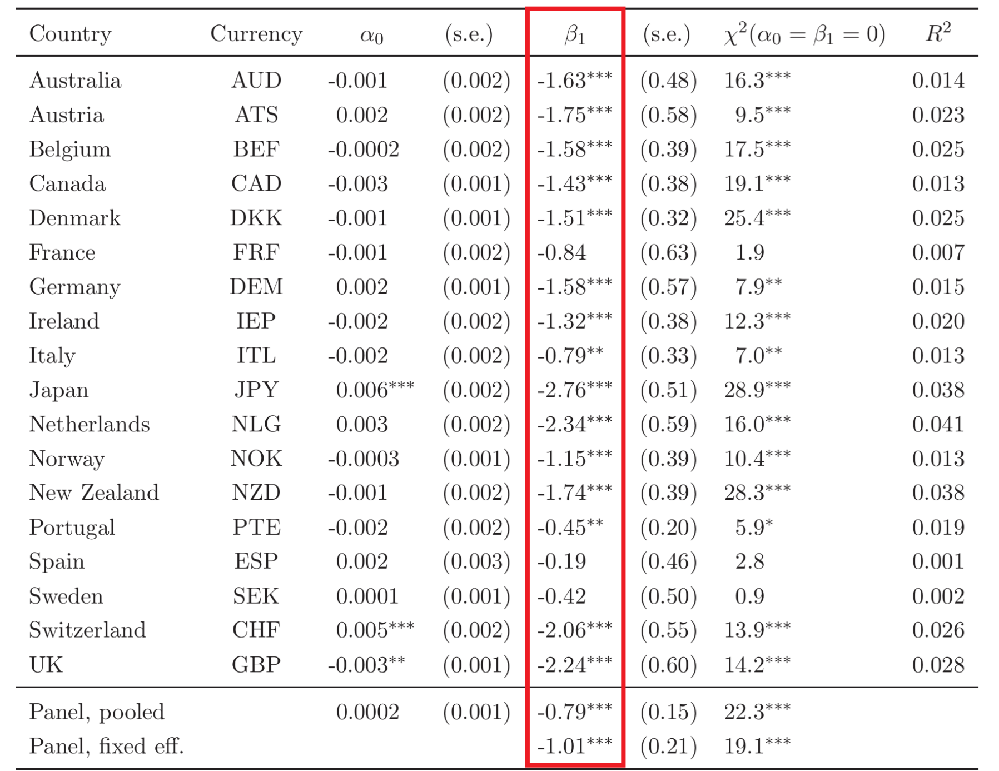 Country Currency α0 (s.e.) β1 (s.e.) χ²(α0 = β1 = 0) R²
Australia AUD -0.001 (0.002) -1.63*** (0.48) 16.3*** 0.014
Austria ATS 0.002 (0.002) -1.75*** (0.58) 9.5*** 0.023
Belgium BEF -0.0002 (0.002) -1.58*** (0.39) 17.5*** 0.025
Canada CAD -0.003 (0.001) -1.43*** (0.38) 19.1*** 0.013
Denmark DKK -0.001 (0.001) -1.51*** (0.32) 25.4*** 0.025
France FRF -0.001 (0.002) -0.84 (0.63) 1.9 0.007
Germany DEM 0.002 (0.001) -1.58*** (0.57) 7.9** 0.015
Ireland IEP -0.002 (0.002) -1.32*** (0.38) 12.3*** 0.020
Italy ITL -0.002 (0.002) -0.79** (0.33) 7.0** 0.013
Japan JPY 0.006*** (0.002) -2.76*** (0.51) 28.9*** 0.038
Netherlands NLG 0.003 (0.002) -2.34*** (0.59) 16.0*** 0.041
Norway NOK -0.0003 (0.001) -1.15*** (0.39) 10.4*** 0.013
New Zealand NZD -0.001 (0.002) -1.74*** (0.39) 28.3*** 0.038
Portugal PTE -0.002 (0.002) -0.45** (0.20) 5.9* 0.019
Spain ESP 0.002 (0.003) -0.19 (0.46) 2.8 0.001
Sweden SEK 0.0001 (0.001) -0.42 (0.50) 0.9 0.002
Switzerland CHF 0.005*** (0.002) -2.06*** (0.55) 13.9*** 0.026
UK GBP -0.003** (0.001) -2.24*** (0.60) 14.2*** 0.028
Panel, pooled 0.0002 (0.001) -0.79*** (0.15) 22.3***
Panel, fixed eff. -1.01*** (0.21) 19.1***